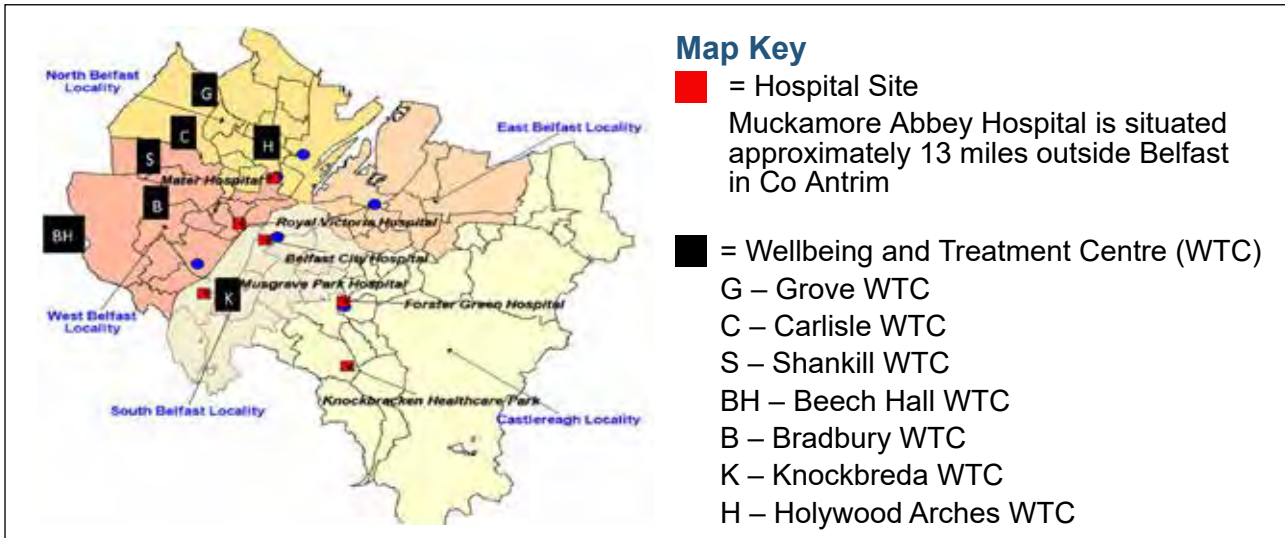 North Belfast
Locality
G
C
H
S
East Belfast Locality
Mater Hospital
B
BH
Royal Victoria Hospital
Belfast City Hospital
Musgrave Park Hospital
K
Forster Green Hospital
West Belfast
Locality
South Belfast Locality
Knockbracken Healthcare Park
Castlereagh Locality
Map Key
= Hospital Site
Muckamore Abbey Hospital is situated
approximately 13 miles outside Belfast
in Co Antrim
= Wellbeing and Treatment Centre (WTC)
G – Grove WTC
C – Carlisle WTC
S – Shankill WTC
BH – Beech Hall WTC
B – Bradbury WTC
K – Knockbreda WTC
H – Holywood Arches WTC